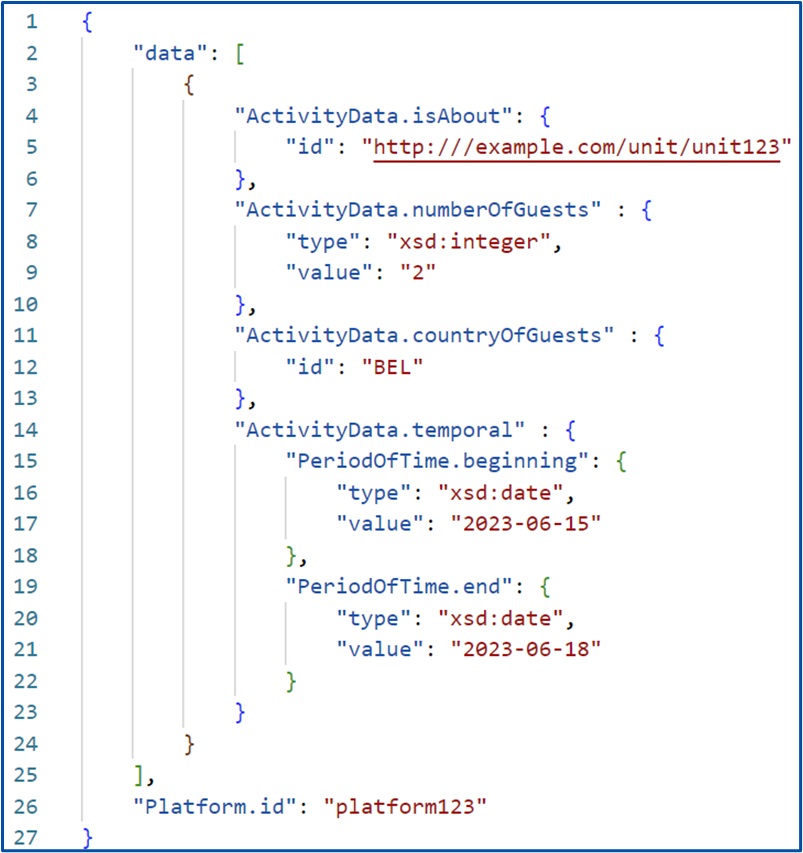 1 {
2     "data": [
3         {
4             "ActivityData.isAbout": {
5                 "id": "http:///example.com/unit/unit123"
6             },
7             "ActivityData.numberOfGuests" : {
8                 "type": "xsd:integer",
9                 "value": "2"
10             },
11             "ActivityData.countryOfGuests" : {
12                 "id": "BEL"
13             },
14             "ActivityData.temporal" : {
15                 "PeriodOfTime.beginning": {
16                     "type": "xsd:date",
17                     "value": "2023-06-15"
18                 },
19                 "PeriodOfTime.end": {
20                     "type": "xsd:date",
21                     "value": "2023-06-18"
22                 }
23             }
24         }
25     ],
26     "Platform.id": "platform123"
27 }